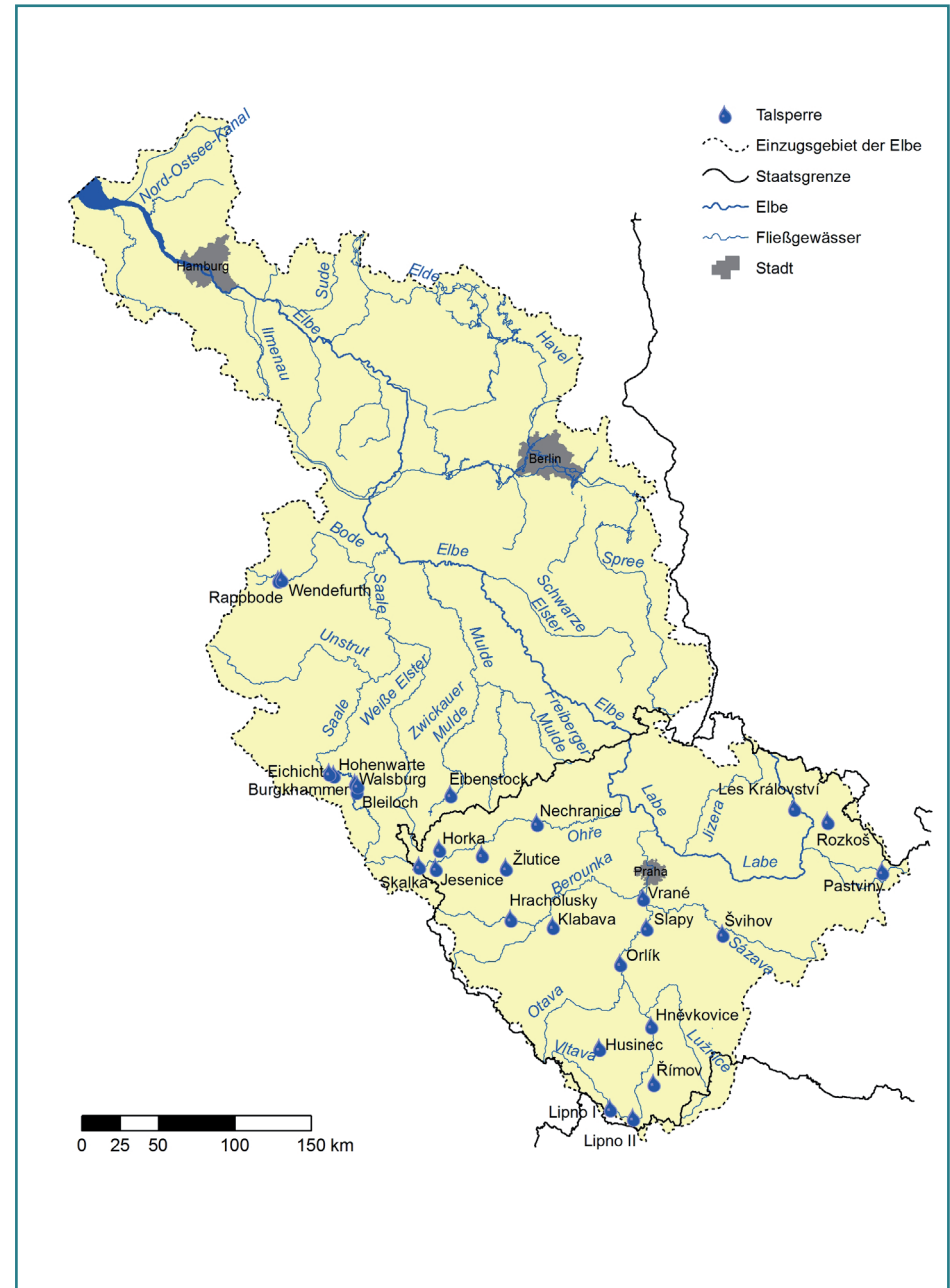 Talsperre
Einzugsgebiet der Elbe
Staatsgrenze
Elbe
Fließgewässer
Stadt
Nord-Ostsee-Kanal
Hamburg
Sude
Elde
Elbe
Ilmenau
Havel
Berlin
Bode
Elbe
Spree
Saale
Rappbode
Wendefurth
Schwarze
Elster
Unstrut
Mulde
Weiße Elster
Saale
Zwickauer
Mulde
Freiberger
Mulde
Elbe
Eichicht
Hohenwarte
Burgkhammer
Walsburg
Bleiloch
Eibenstock
Nechranice
Labe
Jizera
Les Království
Rozkoš
Ohře
Horka
Žlutice
Skalka
Jesenice
Berounka
Praha
Labe
Pastviny
Vrané
Hracholusky
Klabava
Slapy
Švihov
Sázava
Orlík
Otava
Hněvkovice
Vltava
Husinec
Lužnice
Římov
Lipno I
Lipno II
0 25 50 100 150 km